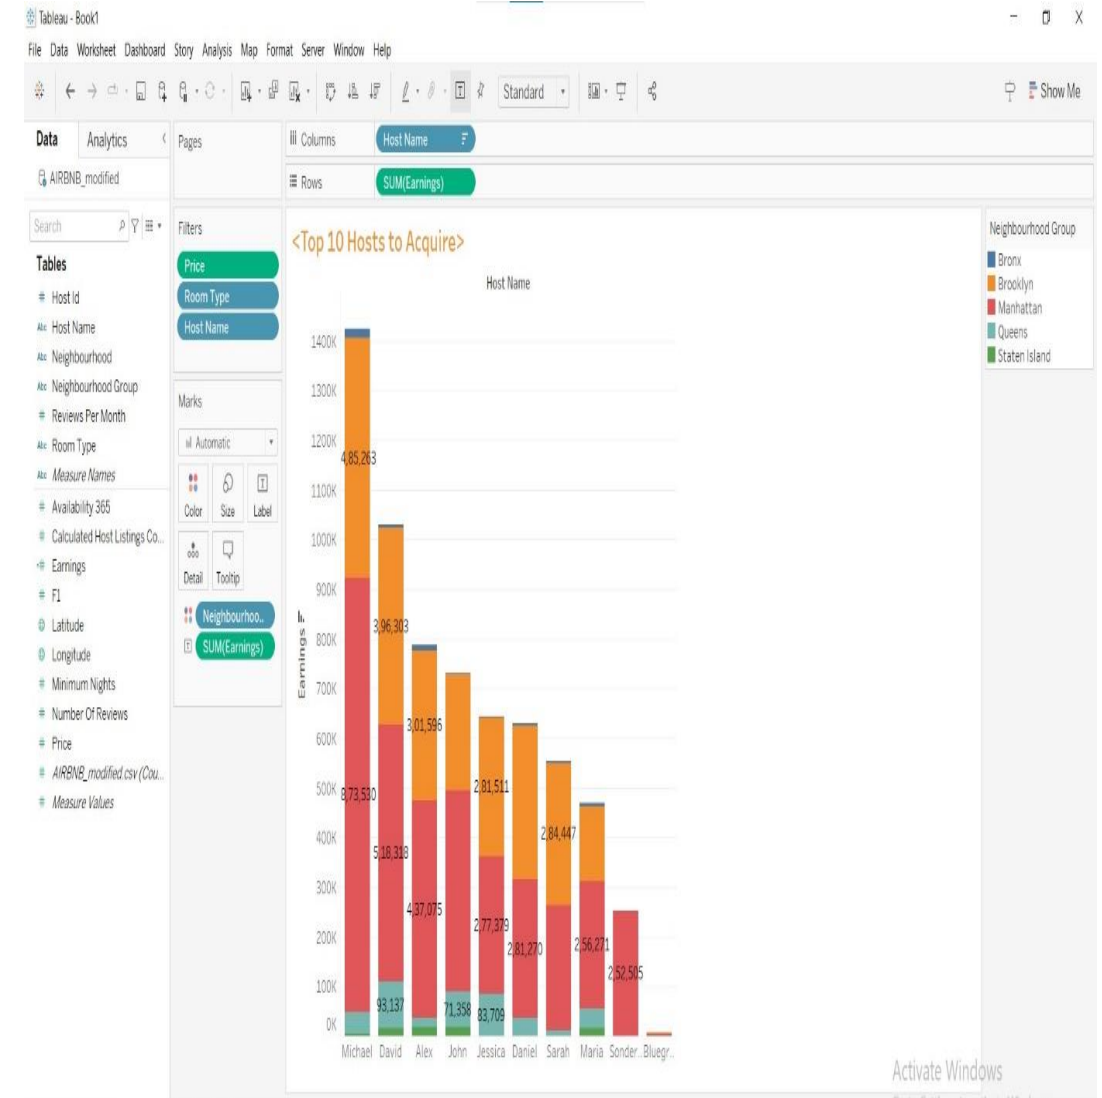 Tableau - Book1
File Data Worksheet Dashboard Story Analysis Map Format Server Window Help
Standard
Show Me
Data Analytics
AIRBNB_modified
Search
Tables
# Host Id
Abc Host Name
Abc Neighbourhood
Abc Neighbourhood Group
# Reviews Per Month
Abc Room Type
Abc Measure Names
# Availability 365
# Calculated Host Listings Co...
=# Earnings
# F1
Latitude
Longitude
# Minimum Nights
# Number Of Reviews
# Price
# AIRBNB_modified.csv (Cou...
# Measure Values
Pages
Filters
Price
Room Type
Host Name
Marks
Automatic
Color Size Label
Detail Tooltip
Neighbourhoo..
SUM(Earnings)
Columns Host Name
Rows SUM(Earnings)
<Top 10 Hosts to Acquire>
Host Name
Earnings
1400K
1300K
1200K
1100K
1000K
900K
800K
700K
600K
500K
400K
300K
200K
100K
0K
4,85,263
8,73,530
3,96,303
5,18,318
93,137
3,01,596
4,37,075
71,358
2,81,511
2,77,379
83,709
2,81,270
2,84,447
2,56,271
2,52,505
Michael David Alex John Jessica Daniel Sarah Maria Sonder.. Bluegr..
Neighbourhood Group
Bronx
Brooklyn
Manhattan
Queens
Staten Island
Activate Windows